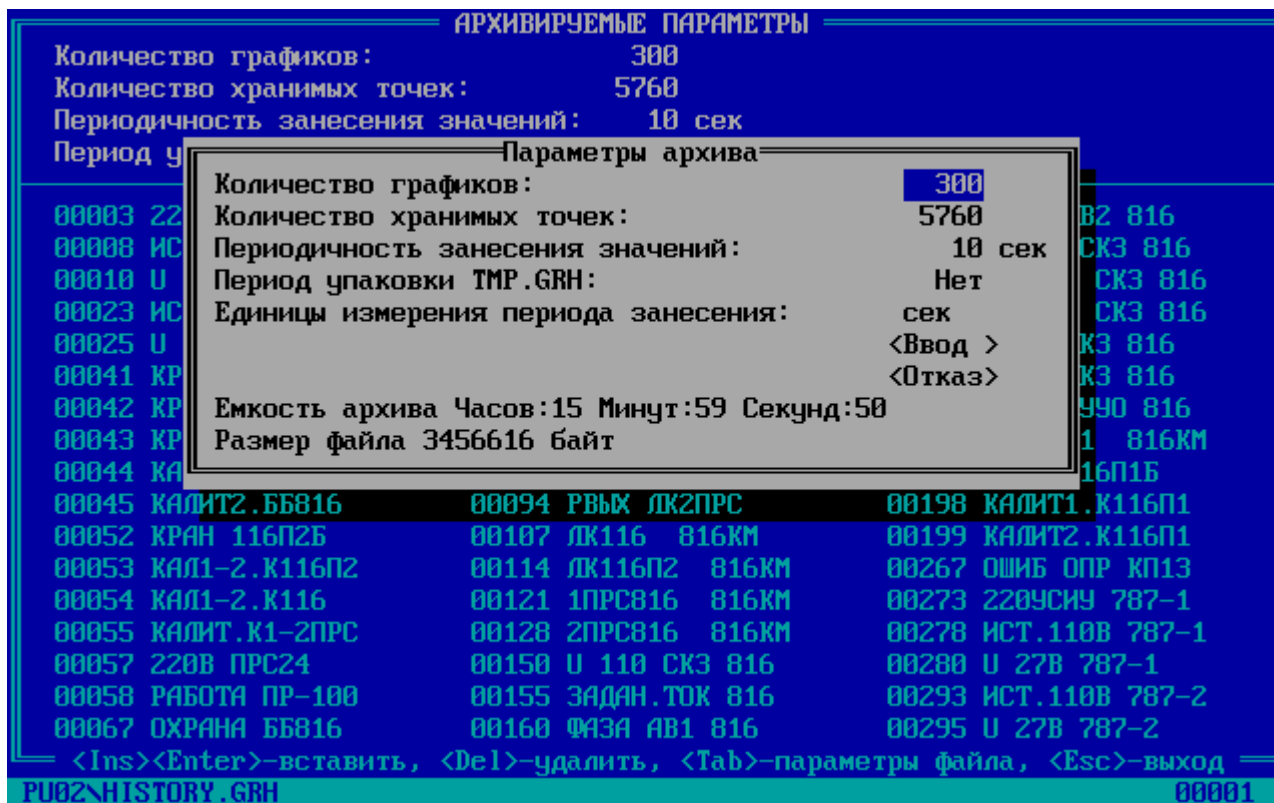 АРХИВИРУЕМЫЕ ПАРАМЕТРЫ
Количество графиков: 300
Количество хранимых точек: 5760
Периодичность занесения значений: 10 сек
Период у
Параметры архива
Количество графиков: 300
Количество хранимых точек: 5760
Периодичность занесения значений: 10 сек
Период упаковки TMP.GRH: Нет
Единицы измерения периода занесения: сек
<Ввод >
<Отказ>
Емкость архива Часов:15 Минут:59 Секунд:50
Размер файла 3456616 байт
00003 22 В2 816
00008 ИС СКЗ 816
00010 U СКЗ 816
00023 ИС СКЗ 816
00025 U КЗ 816
00041 КР КЗ 816
00042 КР УУО 816
00043 КР 1 816КМ
00044 КА 16П1Б
00045 КАЛИТ2.ББ816 00094 РВЫХ ЛК2ПРС 00198 КАЛИТ1.К116П1
00052 КРАН 116П2Б 00107 ЛК116 816КМ 00199 КАЛИТ2.К116П1
00053 КАЛ1-2.К116П2 00114 ЛК116П2 816КМ 00267 ОШИБ ОПР КП13
00054 КАЛ1-2.К116 00121 1ПРС816 816КМ 00273 220УСИУ 787-1
00055 КАЛИТ.К1-2ПРС 00128 2ПРС816 816КМ 00278 ИСТ.110В 787-1
00057 220В ПРС24 00150 U 110 СКЗ 816 00280 U 27В 787-1
00058 РАБОТА ПР-100 00155 ЗАДАН.ТОК 816 00293 ИСТ.110В 787-2
00067 ОХРАНА ББ816 00160 ФАЗА АВ1 816 00295 U 27В 787-2
<Ins><Enter>-вставить, <Del>-удалить, <Tab>-параметры файла, <Esc>-выход
PU02\HISTORY.GRH 00001